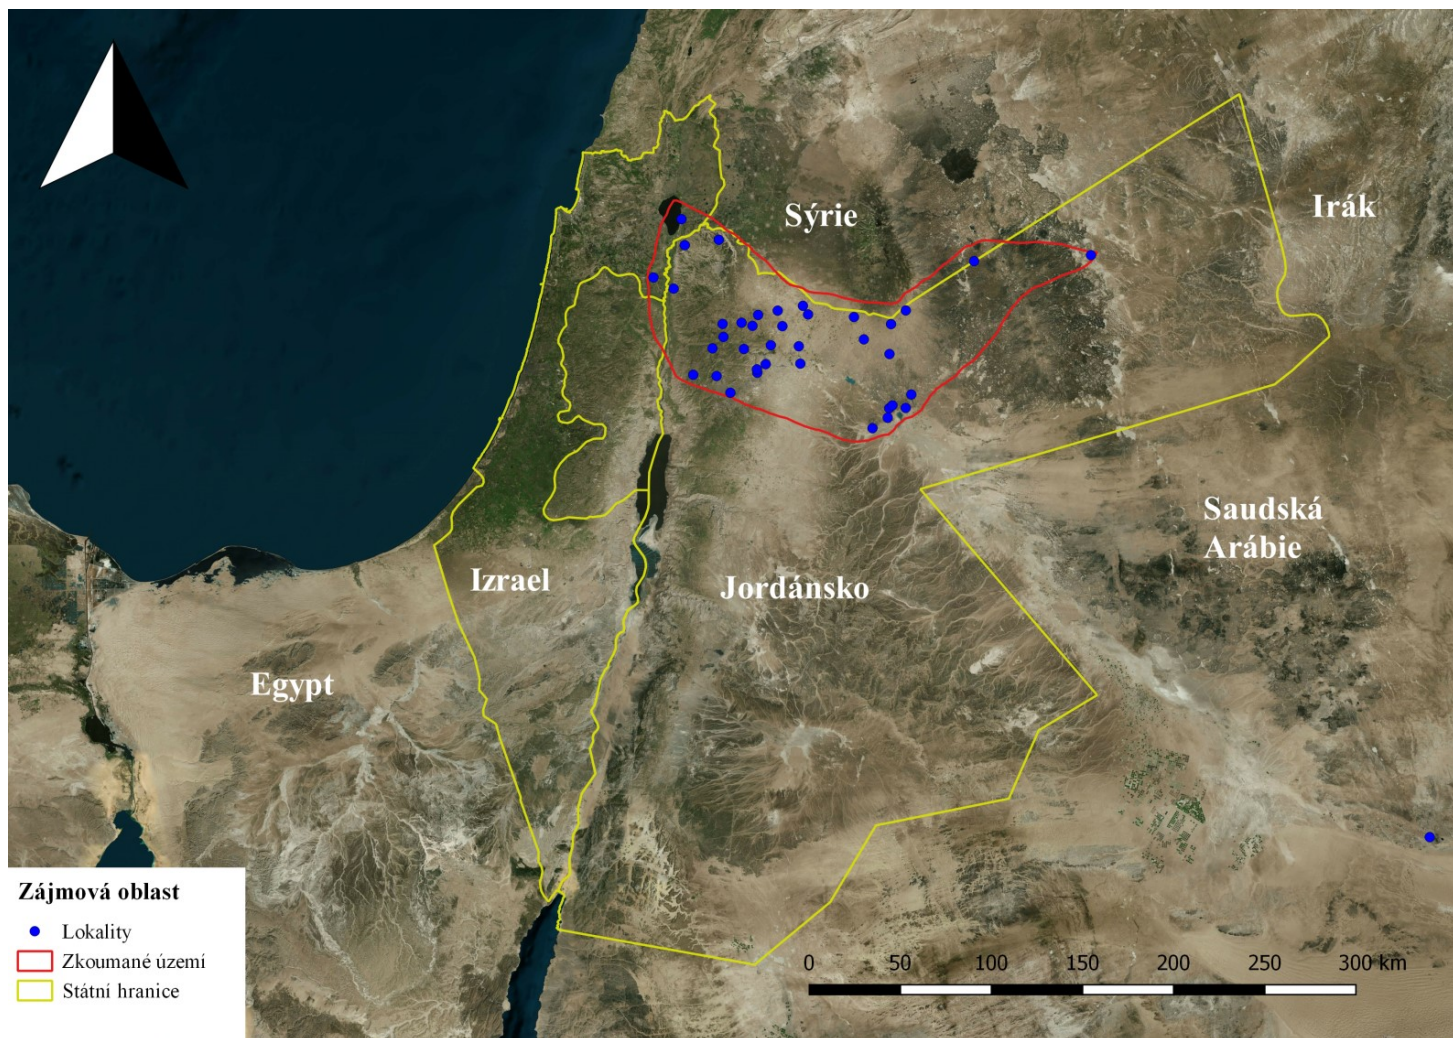 Sýrie
Irák
Saudská
Arábie
Izrael
Jordánsko
Egypt
Zájmová oblast
Lokality
Zkoumané území
Státní hranice
0 50 100 150 200 250 300 km